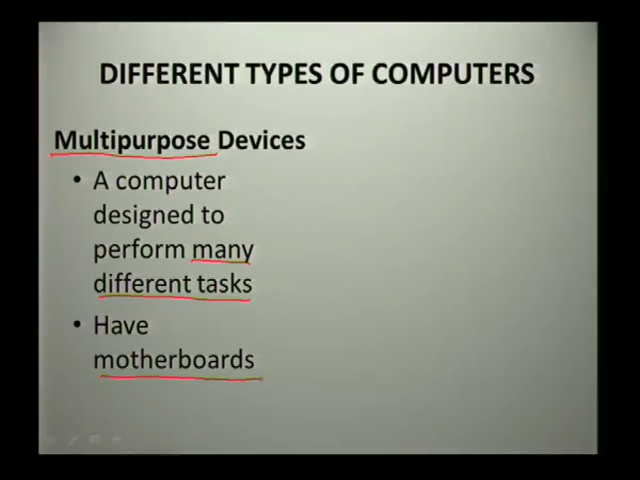 DIFFERENT TYPES OF COMPUTERS
Multipurpose Devices
• A computer
designed to
perform many
different tasks
• Have
motherboards